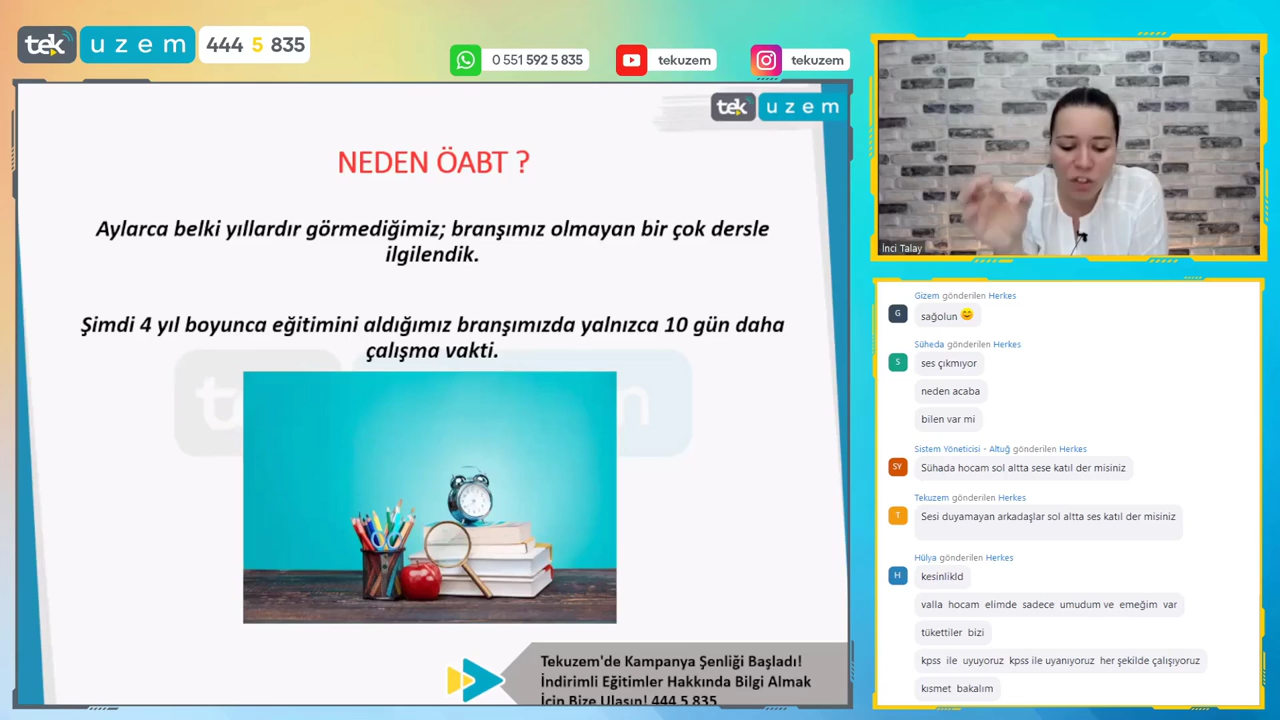 tek uzem 444 5 835
0 551 592 5 835
tekuzem
tekuzem
tek uzem
NEDEN ÖABT ?
Aylarca belki yıllardır görmediğimiz; branşımız olmayan bir çok dersle
ilgilendik.
Şimdi 4 yıl boyunca eğitimini aldığımız branşımızda yalnızca 10 gün daha
çalışma vakti.
Tekuzem'de Kampanya Şenliği Başladı!
İndirimli Eğitimler Hakkında Bilgi Almak
İçin Bize Ulaşın! 444 5 835
İnci Talay
Gizem gönderilen Herkes
G
sağolun 😊
Süheda gönderilen Herkes
S
ses çıkmıyor
neden acaba
bilen var mi
Sistem Yöneticisi - Altuğ gönderilen Herkes
SY
Sühada hocam sol altta sese katıl der misiniz
Tekuzem gönderilen Herkes
T
Sesi duyamayan arkadaşlar sol altta ses katıl der misiniz
Hülya gönderilen Herkes
H
kesinlikld
valla hocam elimde sadece umudum ve emeğim var
tükettiler bizi
kpss ile uyuyoruz kpss ile uyanıyoruz her şekilde çalışıyoruz
kısmet bakalım